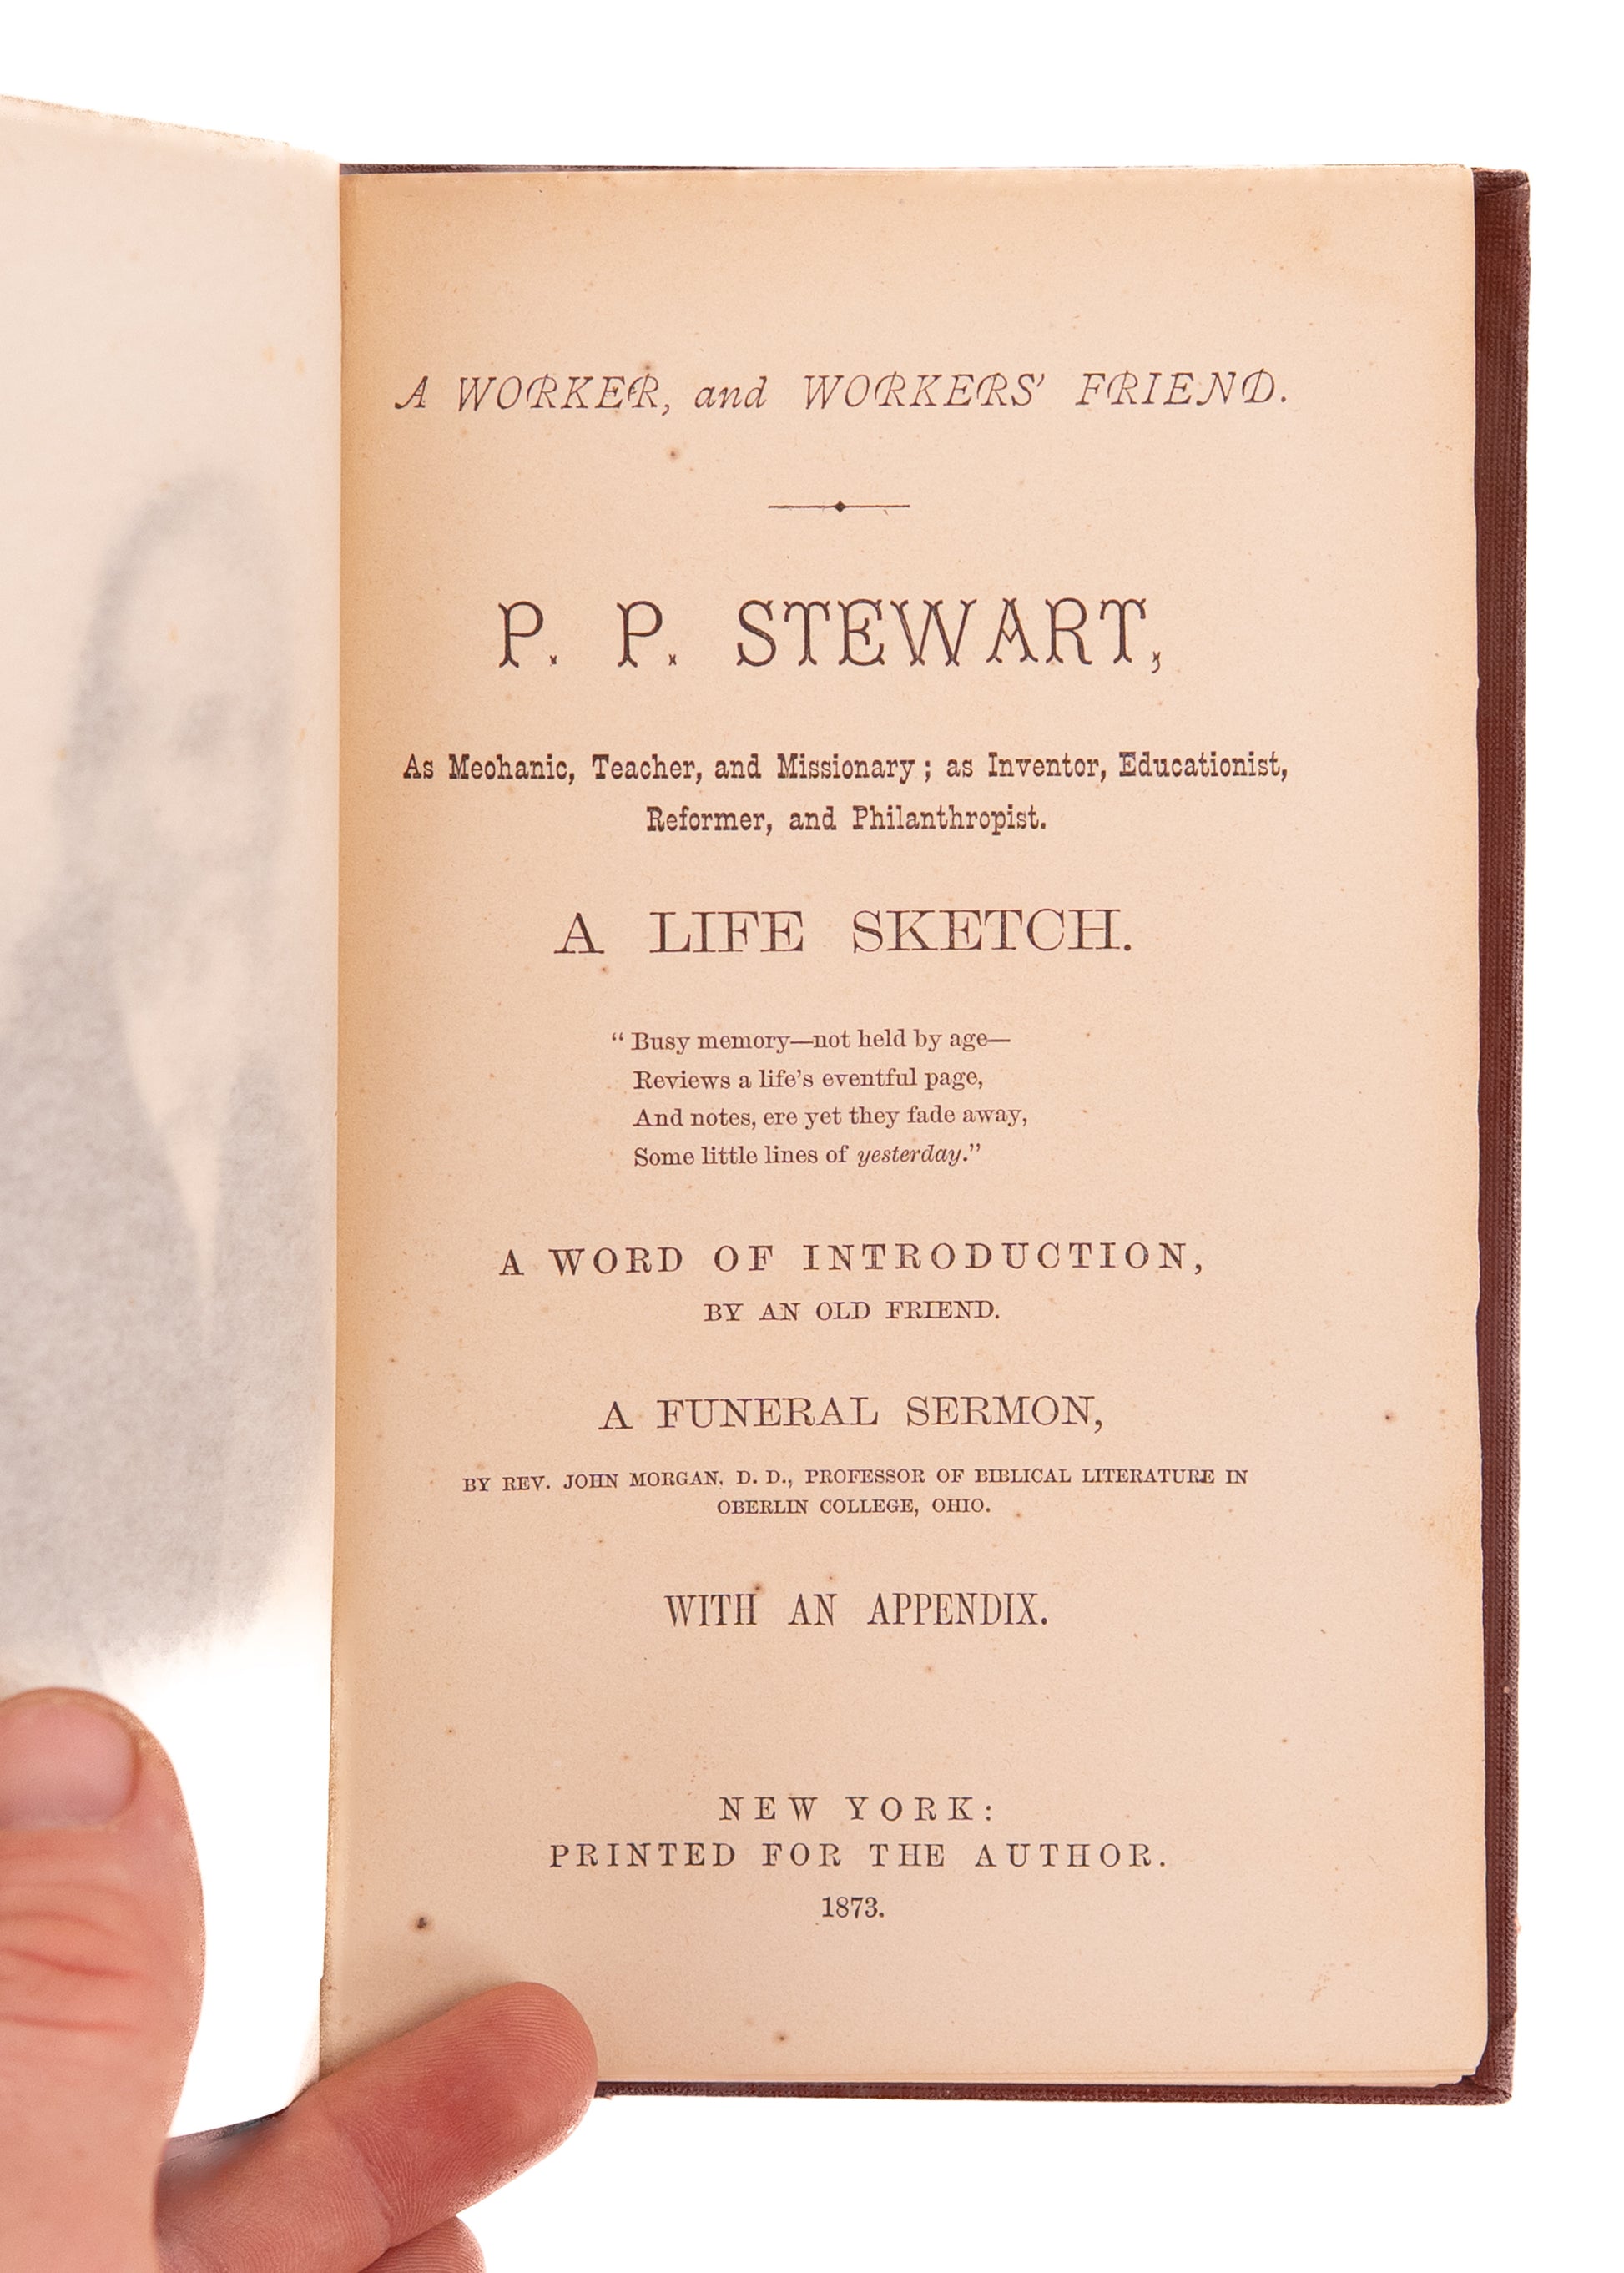 A WORKER, and WORKERS' FRIEND.
P. P. STEWART,
As Mechanic, Teacher, and Missionary; as Inventor, Educationist,
Reformer, and Philanthropist.
A LIFE SKETCH.
“Busy memory—not held by age—
Reviews a life's eventful page,
And notes, ere yet they fade away,
Some little lines of yesterday.”
A WORD OF INTRODUCTION,
BY AN OLD FRIEND.
A FUNERAL SERMON,
BY REV. JOHN MORGAN, D. D., PROFESSOR OF BIBLICAL LITERATURE IN
OBERLIN COLLEGE, OHIO.
WITH AN APPENDIX.
NEW YORK:
PRINTED FOR THE AUTHOR.
1873.